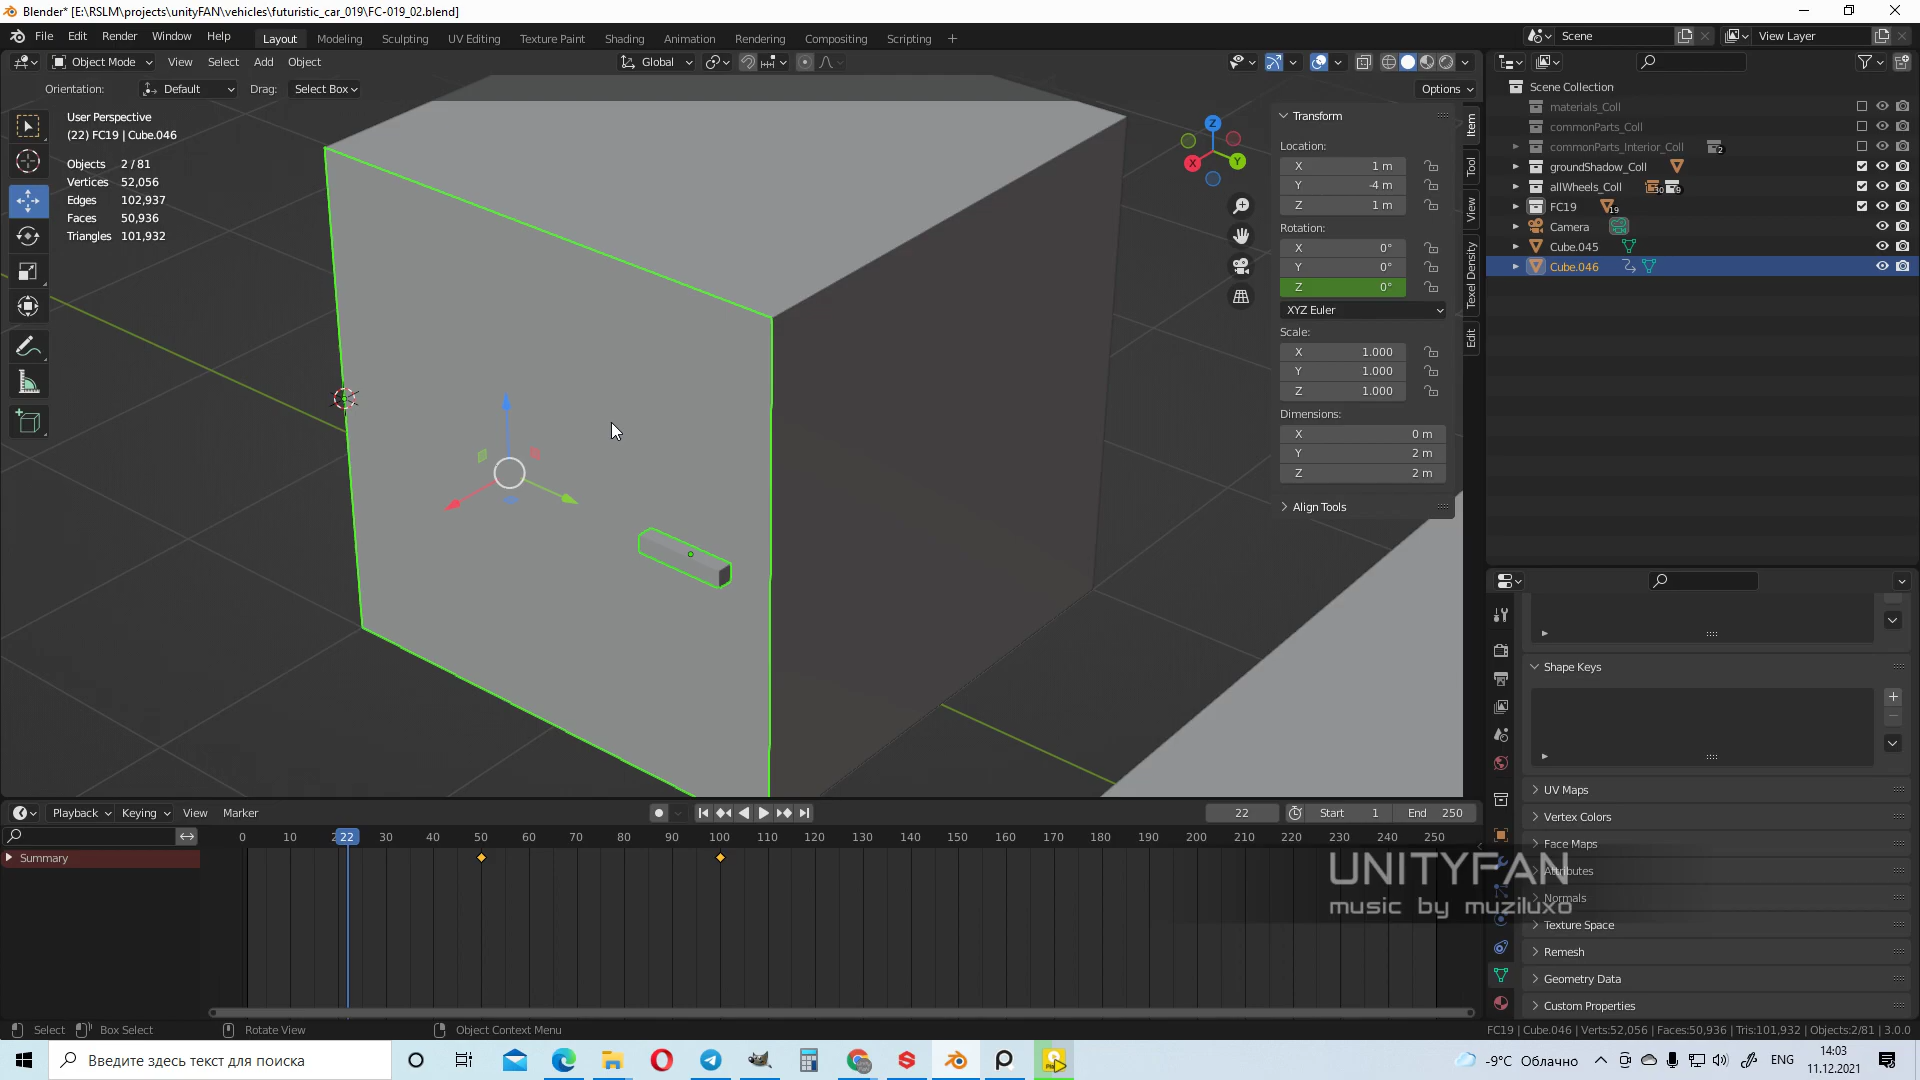 Blender* [E:\RSLM\projects\unityFAN\vehicles\futuristic_car_019\FC-019_02.blend]
File Edit Render Window Help
Layout Modeling Sculpting UV Editing Texture Paint Shading Animation Rendering Compositing Scripting +
Scene
View Layer
Object Mode View Select Add Object
Global
Orientation: Default Drag: Select Box
Options
User Perspective
(22) FC19 | Cube.046
Objects 2/81
Vertices 52,056
Edges 102,937
Faces 50,936
Triangles 101,932
Z
X
Y
Transform
Location:
X 1 m
Y -4 m
Z 1 m
Rotation:
X 0°
Y 0°
Z 0°
XYZ Euler
Scale:
X 1.000
Y 1.000
Z 1.000
Dimensions:
X 0 m
Y 2 m
Z 2 m
Align Tools
Item
Tool
View
Texel Density
Edit
Scene Collection
materials_Coll
commonParts_Coll
commonParts_Interior_Coll 2
groundShadow_Coll
allWheels_Coll 30 9
FC19 19
Camera
Cube.045
Cube.046
Shape Keys
UV Maps
Vertex Colors
Face Maps
Attributes
Normals
Texture Space
Remesh
Geometry Data
Custom Properties
Playback Keying View Marker
22 Start 1 End 250
0 10 22 30 40 50 60 70 80 90 100 110 120 130 140 150 160 170 180 190 200 210 220 230 240 250
Summary
UNITYFAN
music by muziluxo
Select Box Select Rotate View Object Context Menu
FC19 | Cube.046 | Verts:52,056 | Faces:50,936 | Tris:101,932 | Objects:2/81 | 3.0.0
Введите здесь текст для поиска
-9°C Облачно
ENG
14:03
11.12.2021